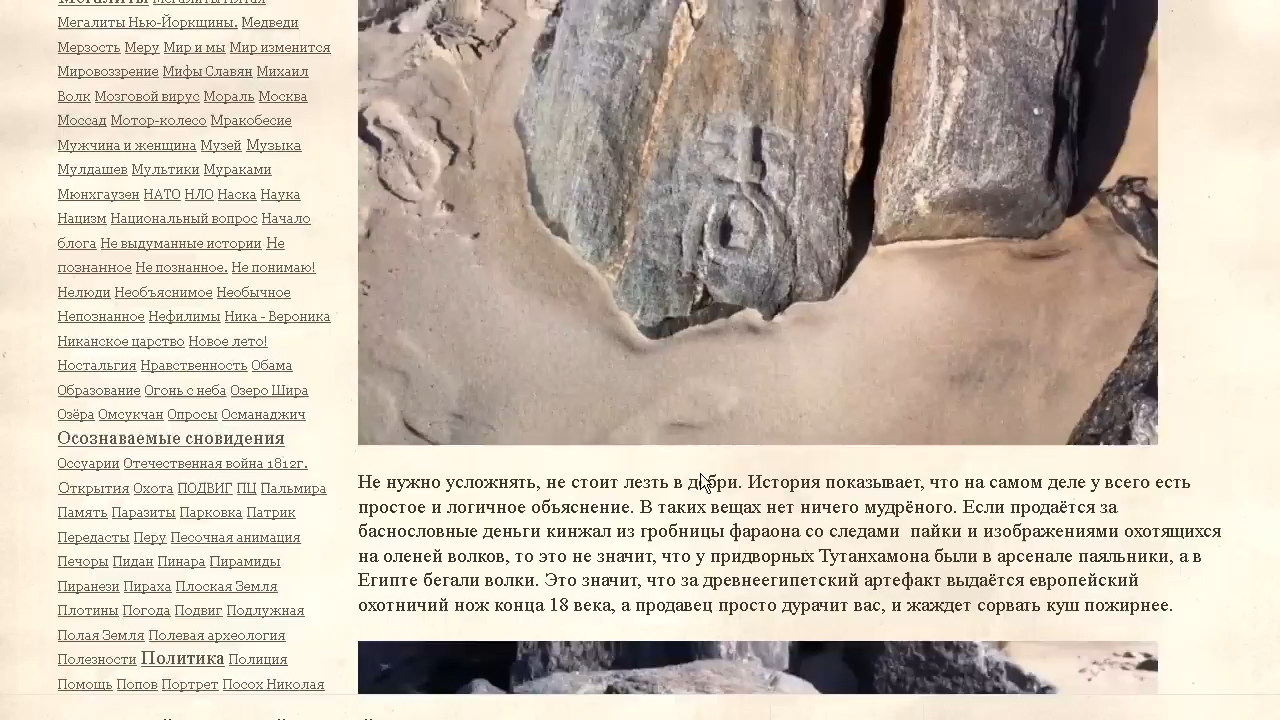 Мегалиты Нью-Йоркщины. Медведи
Мерзость Меру Мир и мы Мир изменится
Мировоззрение Мифы Славян Михаил
Волк Мозговой вирус Мораль Москва
Моссад Мотор-колесо Мракобесие
Мужчина и женщина Музей Музыка
Мулдашев Мультики Мураками
Мюнхгаузен НАТО НЛО Наска Наука
Нацизм Национальный вопрос Начало
блога Не выдуманные истории Не
познанное Не познанное. Не понимаю!
Нелюди Необъяснимое Необычное
Непознанное Нефилимы Ника - Вероника
Никанское царство Новое лето!
Ностальгия Нравственность Обама
Образование Огонь с неба Озеро Шира
Озёра Омсукчан Опросы Османаджич
Осознаваемые сновидения
Оссуарии Отечественная война 1812г.
Открытия Охота ПОДВИГ ПЦ Пальмира
Память Паразиты Парковка Патрик
Передасты Перу Песочная анимация
Печоры Пидан Пинара Пирамиды
Пиранези Пираха Плоская Земля
Плотины Погода Подвиг Подлужная
Полая Земля Полевая археология
Полезности Политика Полиция
Помощь Попов Портрет Посох Николая
Не нужно усложнять, не стоит лезть в дебри. История показывает, что на самом деле у всего есть
простое и логичное объяснение. В таких вещах нет ничего мудрёного. Если продаётся за
баснословные деньги кинжал из гробницы фараона со следами пайки и изображениями охотящихся
на оленей волков, то это не значит, что у придворных Тутанхамона были в арсенале паяльники, а в
Египте бегали волки. Это значит, что за древнеегипетский артефакт выдаётся европейский
охотничий нож конца 18 века, а продавец просто дурачит вас, и жаждет сорвать куш пожирнее.